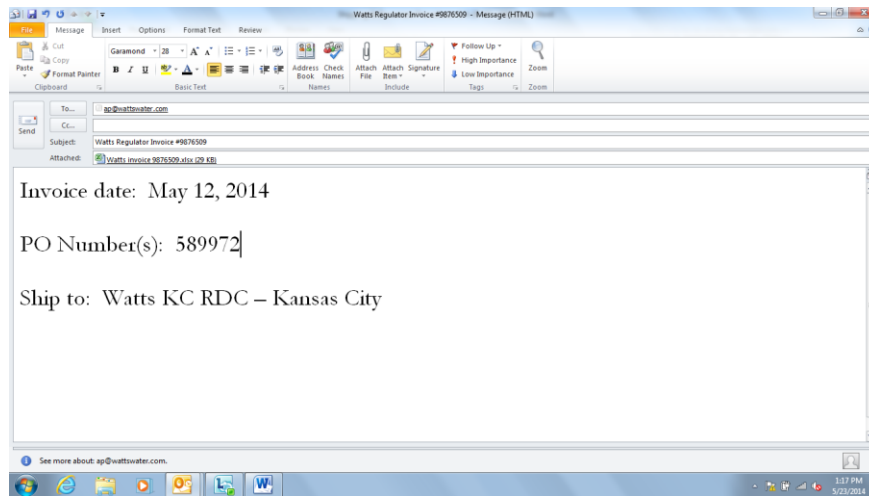 Watts Regulator Invoice #9876509 - Message (HTML)
File Message Insert Options Format Text Review
Paste
Cut
Copy
Format Painter
Clipboard
Garamond 28
B I U
Basic Text
Address Book
Check Names
Names
Attach File
Attach Item
Signature
Include
Follow Up
High Importance
Low Importance
Tags
Zoom
Zoom
Send
To... ap@wattswater.com
Cc...
Subject: Watts Regulator Invoice #9876509
Attached: Watts invoice 9876509.xlsx (29 KB)
Invoice date: May 12, 2014
PO Number(s): 589972
Ship to: Watts KC RDC – Kansas City
See more about: ap@wattswater.com.
1:17 PM
5/23/2014